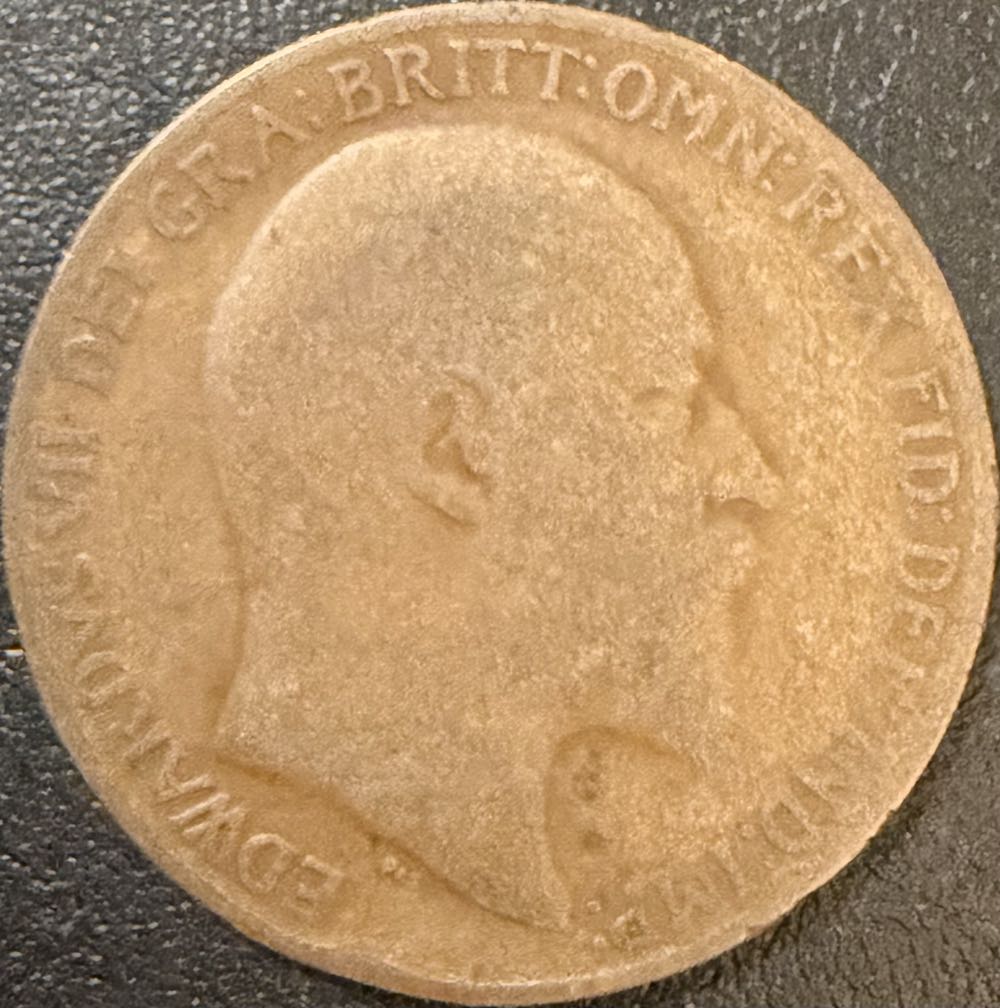 EDWARDVS VII DEI GRA: BRITT: OMN: REX FID: DEF: IND: IMP: